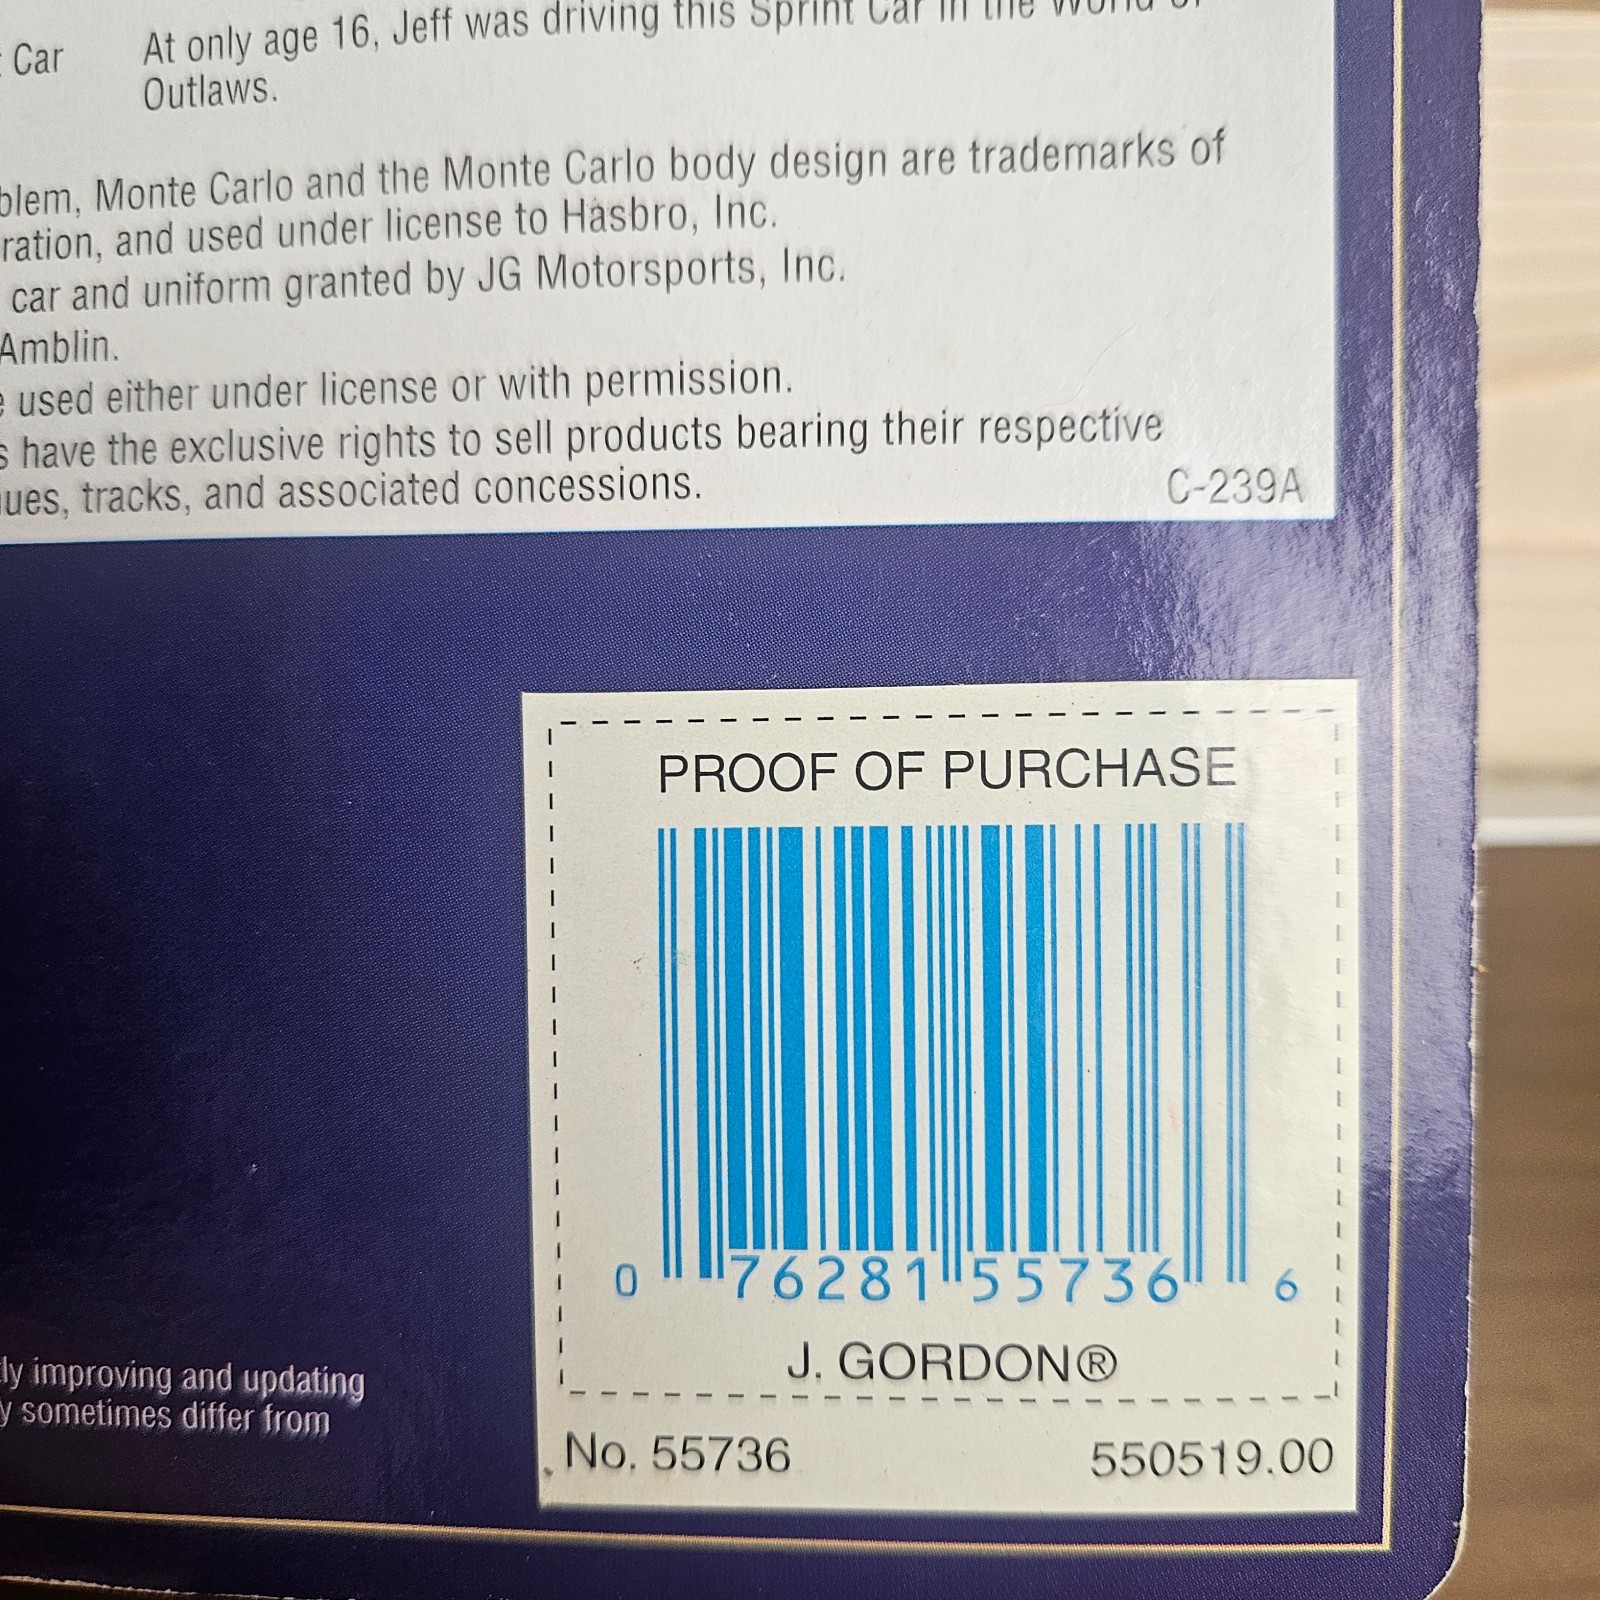 Car At only age 16, Jeff was driving this Sprint Car in the World of
Outlaws.
blem, Monte Carlo and the Monte Carlo body design are trademarks of
ration, and used under license to Hasbro, Inc.
car and uniform granted by JG Motorsports, Inc.
Amblin.
used either under license or with permission.
s have the exclusive rights to sell products bearing their respective
ues, tracks, and associated concessions.
C-239A
PROOF OF PURCHASE
0 76281 55736 6
J. GORDON®
No. 55736 550519.00
ly improving and updating
y sometimes differ from